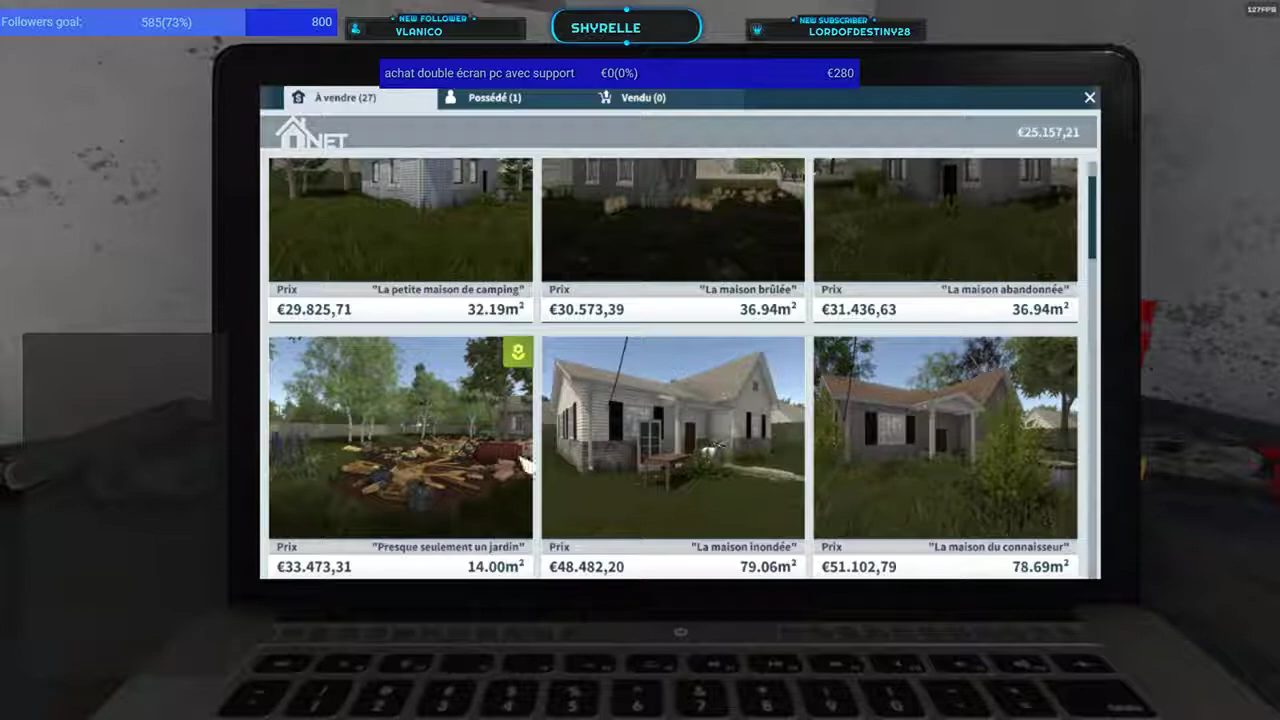 Followers goal: 585(73%) 800
NEW FOLLOWER
VLANICO
SHYRELLE
NEW SUBSCRIBER
LORDOFDESTINY28
127FPS
achat double écran pc avec support €0(0%) €280
À vendre (27) Possédé (1) Vendu (0)
NET
€25.157,21
Prix "La petite maison de camping"
€29.825,71 32.19m²
Prix "La maison brûlée"
€30.573,39 36.94m²
Prix "La maison abandonnée"
€31.436,63 36.94m²
Prix "Presque seulement un jardin"
€33.473,31 14.00m²
Prix "La maison inondée"
€48.482,20 79.06m²
Prix "La maison du connaisseur"
€51.102,79 78.69m²